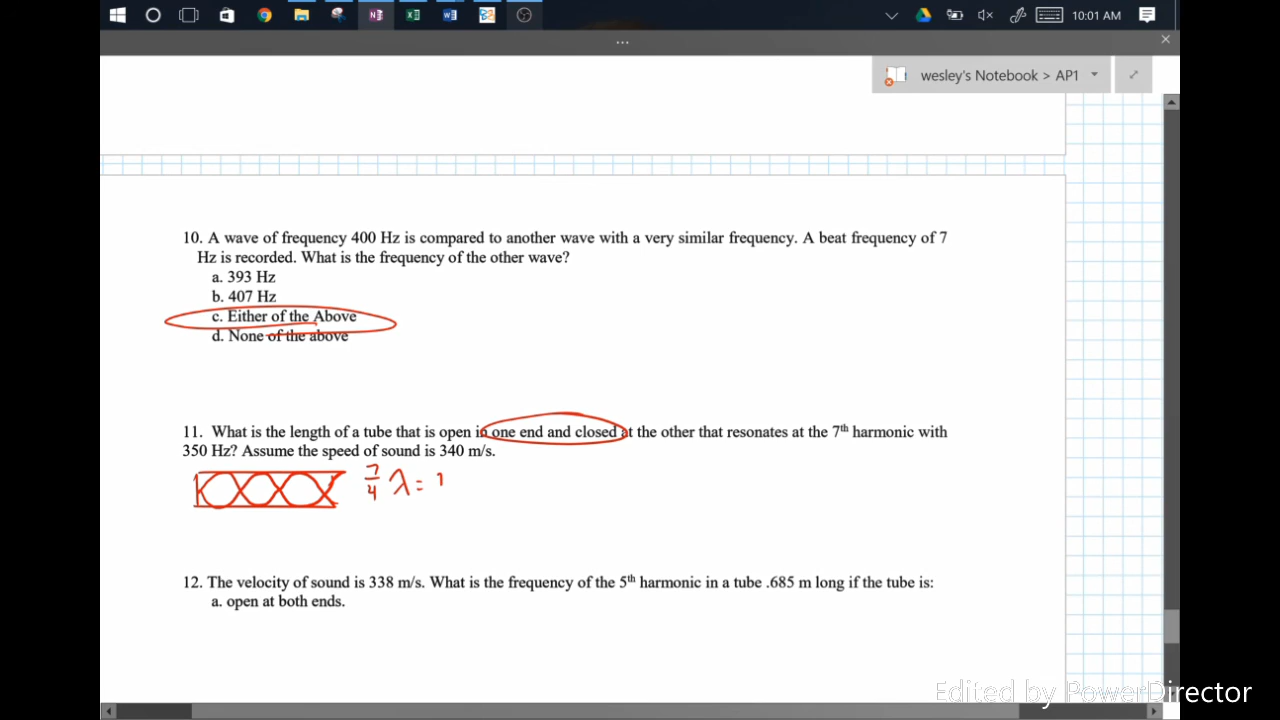 10:01 AM
...
wesley's Notebook > AP1
10. A wave of frequency 400 Hz is compared to another wave with a very similar frequency. A beat frequency of 7
Hz is recorded. What is the frequency of the other wave?
a. 393 Hz
b. 407 Hz
c. Either of the Above
d. None of the above
11. What is the length of a tube that is open in one end and closed at the other that resonates at the 7th harmonic with
350 Hz? Assume the speed of sound is 340 m/s.
7/4 λ =
12. The velocity of sound is 338 m/s. What is the frequency of the 5th harmonic in a tube .685 m long if the tube is:
a. open at both ends.
Edited by PowerDirector